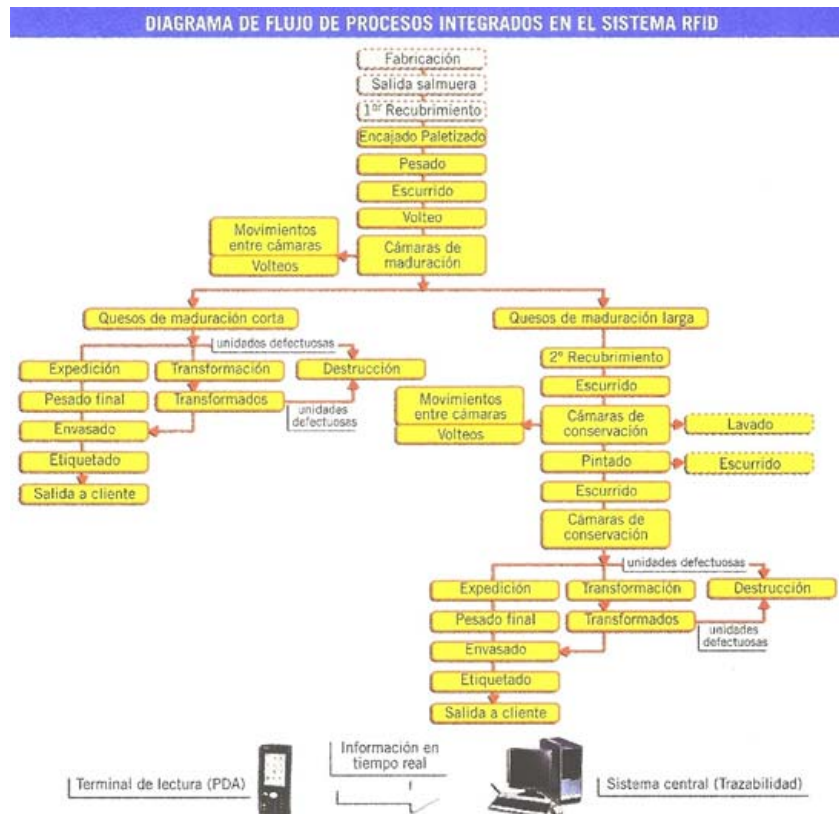 DIAGRAMA DE FLUJO DE PROCESOS INTEGRADOS EN EL SISTEMA RFID
Fabricación
Salida salmuera
1er Recubrimiento
Encajado Paletizado
Pesado
Escurrido
Volteo
Movimientos
entre cámaras
Volteos
Cámaras de
maduración
Quesos de maduración corta
unidades defectuosas
Expedición
Transformación
Destrucción
Pesado final
Transformados
unidades
defectuosas
Envasado
Etiquetado
Salida a cliente
Quesos de maduración larga
2º Recubrimiento
Escurrido
Movimientos
entre cámaras
Volteos
Cámaras de
conservación
Lavado
Pintado
Escurrido
Escurrido
Cámaras de
conservación
unidades defectuosas
Expedición
Transformación
Destrucción
Pesado final
Transformados
unidades
defectuosas
Envasado
Etiquetado
Salida a cliente
Terminal de lectura (PDA)
Información en
tiempo real
Sistema central (Trazabilidad)